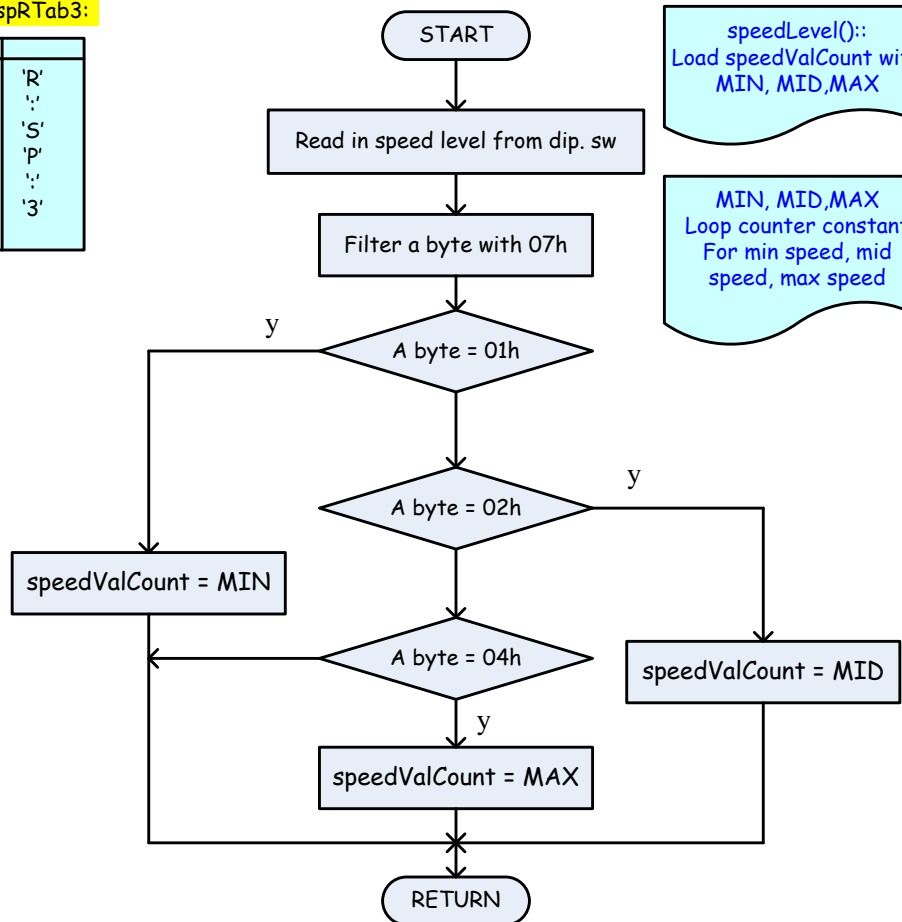 spRTab3:
'R'
':'
'S'
'P'
':'
'3'
START
Read in speed level from dip. sw
Filter a byte with 07h
y
A byte = 01h
A byte = 02h
y
speedValCount = MIN
A byte = 04h
speedValCount = MID
y
speedValCount = MAX
RETURN
speedLevel()::
Load speedValCount
MIN, MID,MAX
MIN, MID,MAX
Loop counter constant
For min speed, mid
speed, max speed